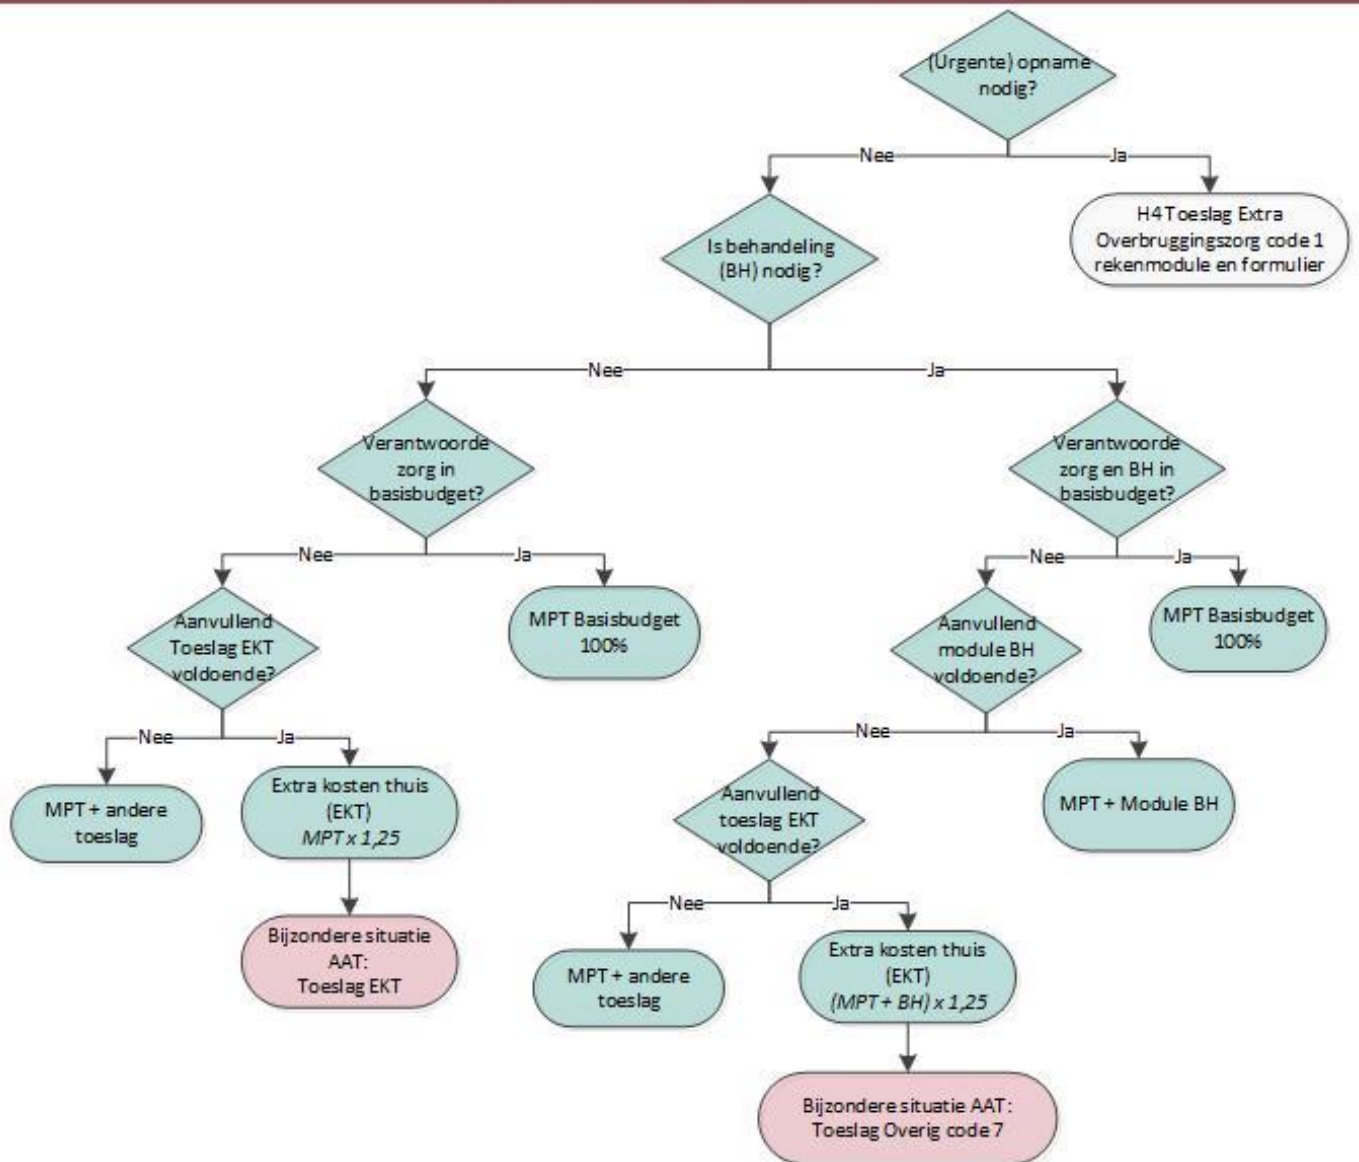 (Urgente) opname
nodig?
Nee
Ja
H4 Toeslag Extra
Overbruggingszorg code 1
rekenmodule en formulier
Is behandeling
(BH) nodig?
Nee
Ja
Verantwoorde
zorg in
basisbudget?
Verantwoorde
zorg en BH in
basisbudget?
Nee
Ja
Nee
Ja
Aanvullend
Toeslag EKT
voldoende?
MPT Basisbudget
100%
Aanvullend
module BH
voldoende?
MPT Basisbudget
100%
Nee
Ja
Nee
Ja
MPT + andere
toeslag
Extra kosten thuis
(EKT)
MPT x 1,25
Aanvullend
toeslag EKT
voldoende?
MPT + Module BH
Nee
Ja
Bijzondere situatie
AAT:
Toeslag EKT
MPT + andere
toeslag
Extra kosten thuis
(EKT)
(MPT + BH) x 1,25
Bijzondere situatie AAT:
Toeslag Overig code 7